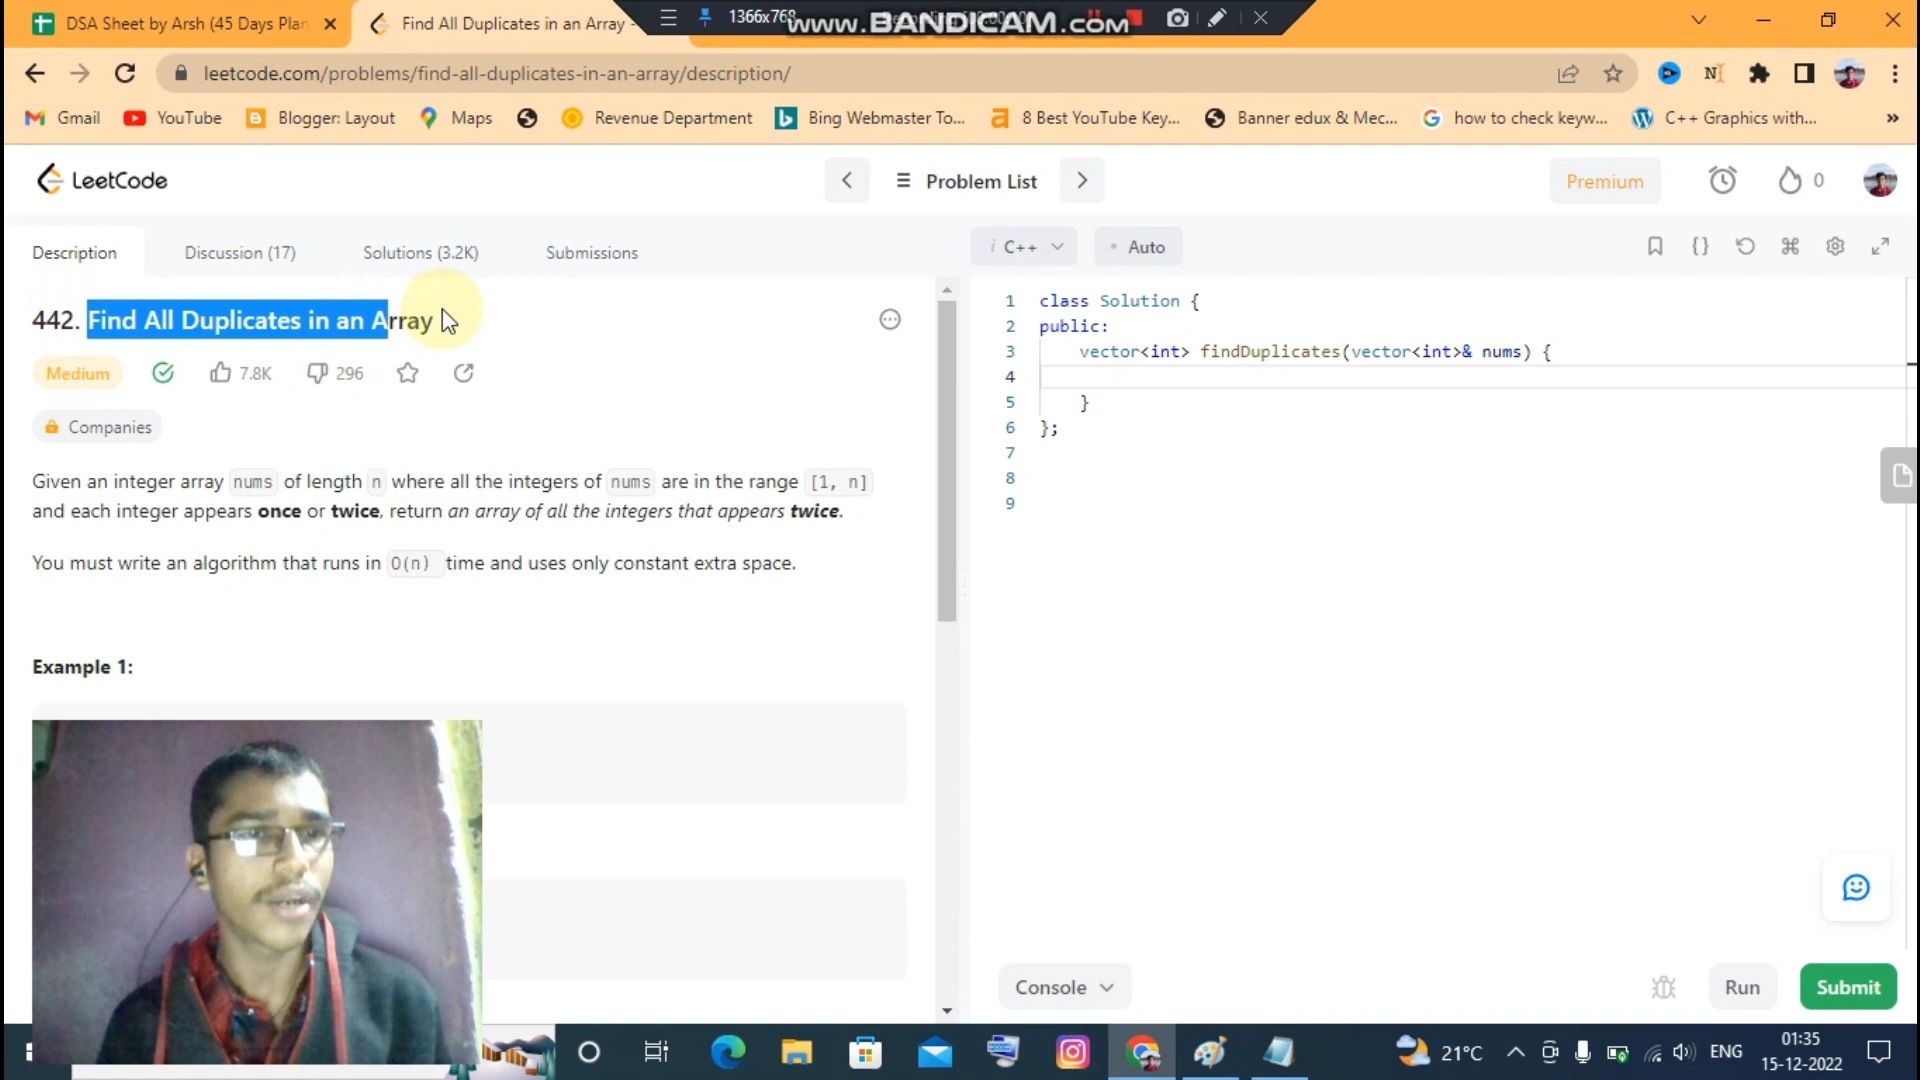 DSA Sheet by Arsh (45 Days Plan
Find All Duplicates in an Array -
1366x768
www.BANDICAM.com
leetcode.com/problems/find-all-duplicates-in-an-array/description/
Gmail
YouTube
Blogger: Layout
Maps
Revenue Department
Bing Webmaster To...
8 Best YouTube Key...
Banner edux & Mec...
how to check keyw...
C++ Graphics with...
»
LeetCode
Problem List
Premium
0
Description
Discussion (17)
Solutions (3.2K)
Submissions
i C++
Auto
442. Find All Duplicates in an Array
Medium
7.8K
296
Companies
Given an integer array nums of length n where all the integers of nums are in the range [1, n]
and each integer appears once or twice, return an array of all the integers that appears twice.
You must write an algorithm that runs in O(n) time and uses only constant extra space.
Example 1:
1 class Solution {
2 public:
3 vector<int> findDuplicates(vector<int>& nums) {
4
5 }
6 };
7
8
9
Console
Run
Submit
21°C
ENG
01:35
15-12-2022